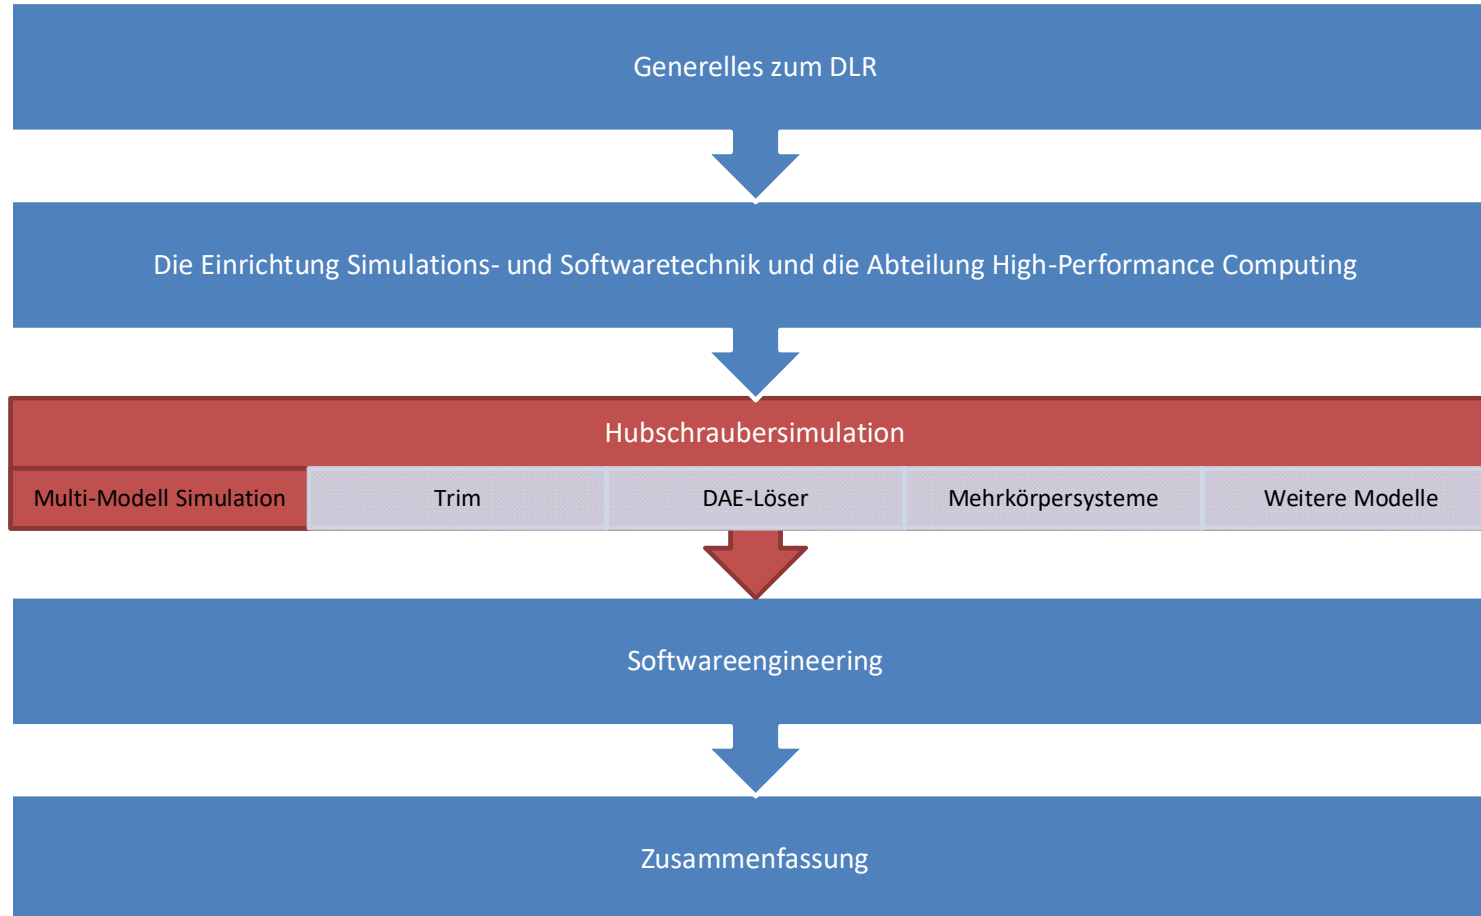 Generelles zum DLR
Die Einrichtung Simulations- und Softwaretechnik und die Abteilung High-Performance Computing
Hubschraubersimulation
Multi-Modell Simulation
Trim
DAE-Löser
Mehrkörpersysteme
Weitere Modelle
Softwareengineering
Zusammenfassung